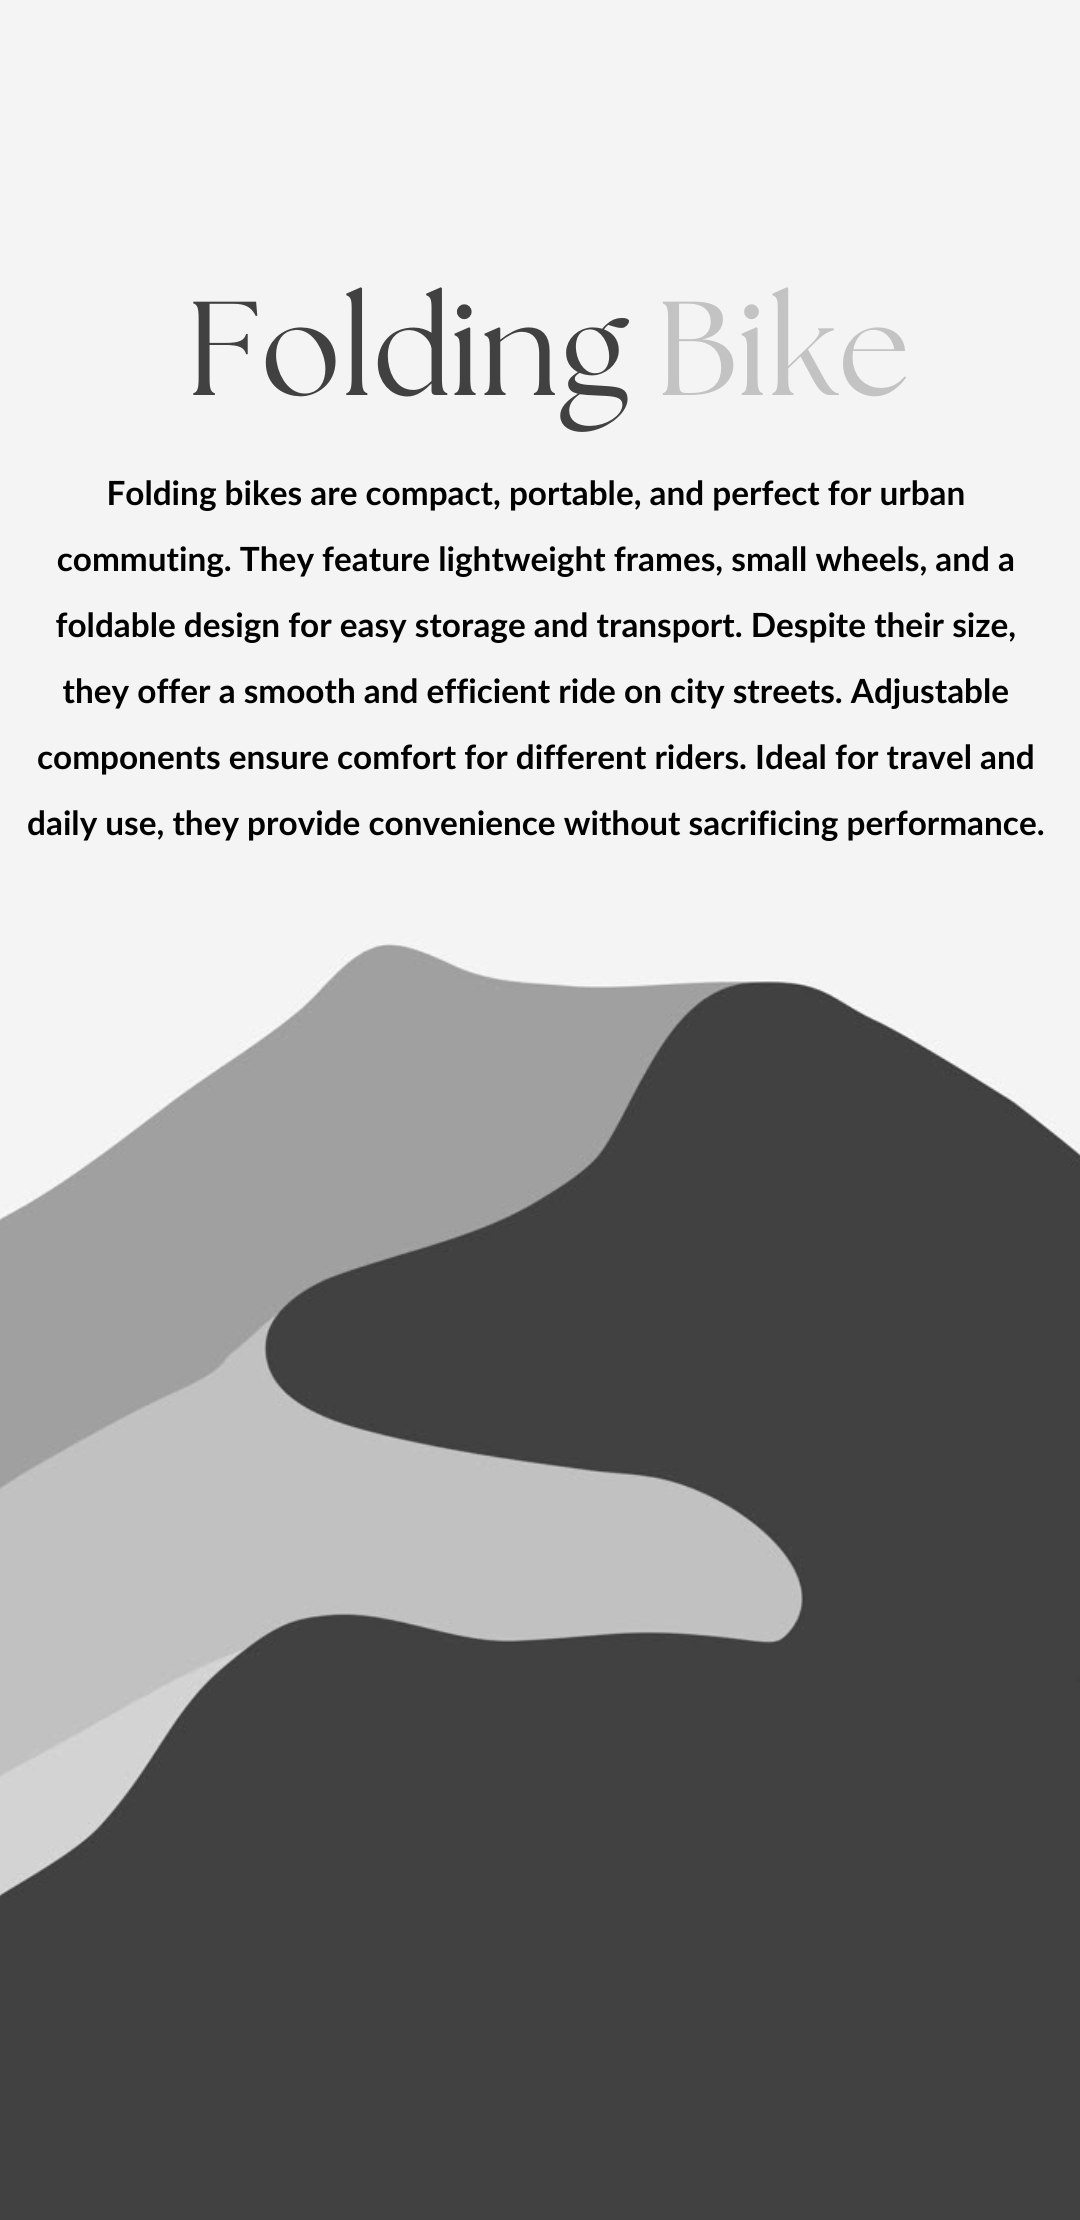 Folding Bike
Folding bikes are compact, portable, and perfect for urban
commuting. They feature lightweight frames, small wheels, and a
foldable design for easy storage and transport. Despite their size,
they offer a smooth and efficient ride on city streets. Adjustable
components ensure comfort for different riders. Ideal for travel and
daily use, they provide convenience without sacrificing performance.